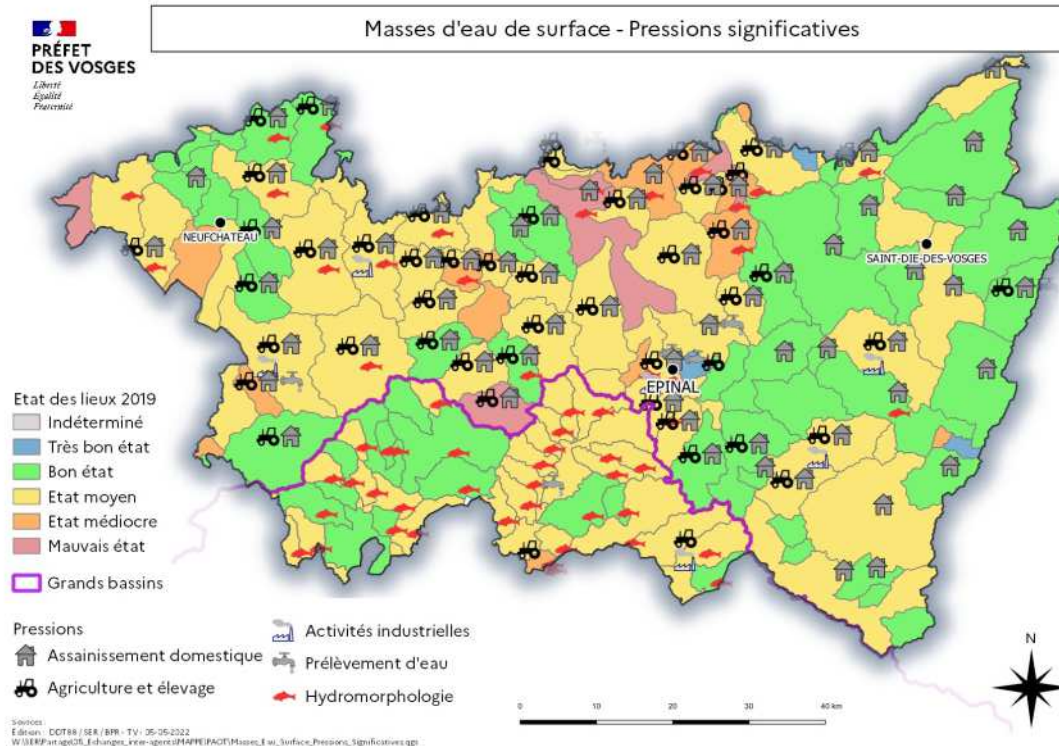 PRÉFET
DES VOSGES
Liberté
Égalité
Fraternité
Masses d'eau de surface - Pressions significatives
NEUFCHATEAU
SAINT-DIE-DES-VOSGES
EPINAL
Etat des lieux 2019
Indéterminé
Très bon état
Bon état
Etat moyen
Etat médiocre
Mauvais état
Grands bassins
Pressions
Assainissement domestique
Agriculture et élevage
Activités industrielles
Prélèvement d'eau
Hydromorphologie
N
0 10 20 30 40 km
Sources :
Édition : DDT88 / SER / BPR - TV - 05-05-2022